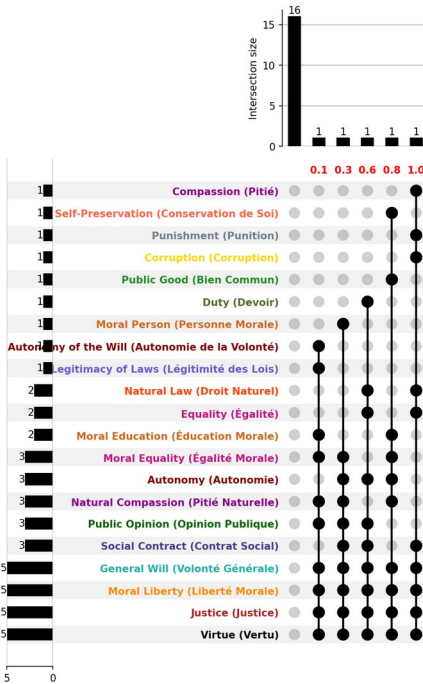 16
15
10
5
0
Intersection size
1 1 1 1 1
0.1 0.3 0.6 0.8 1.0
1 Compassion (Pitié)
1 Self-Preservation (Conservation de Soi)
1 Punishment (Punition)
1 Corruption (Corruption)
1 Public Good (Bien Commun)
1 Duty (Devoir)
1 Moral Person (Personne Morale)
1 Autonomy of the Will (Autonomie de la Volonté)
1 Legitimacy of Laws (Légitimité des Lois)
2 Natural Law (Droit Naturel)
2 Equality (Égalité)
2 Moral Education (Éducation Morale)
3 Moral Equality (Égalité Morale)
3 Autonomy (Autonomie)
3 Natural Compassion (Pitié Naturelle)
3 Public Opinion (Opinion Publique)
3 Social Contract (Contrat Social)
5 General Will (Volonté Générale)
5 Moral Liberty (Liberté Morale)
5 Justice (Justice)
5 Virtue (Vertu)
5 0